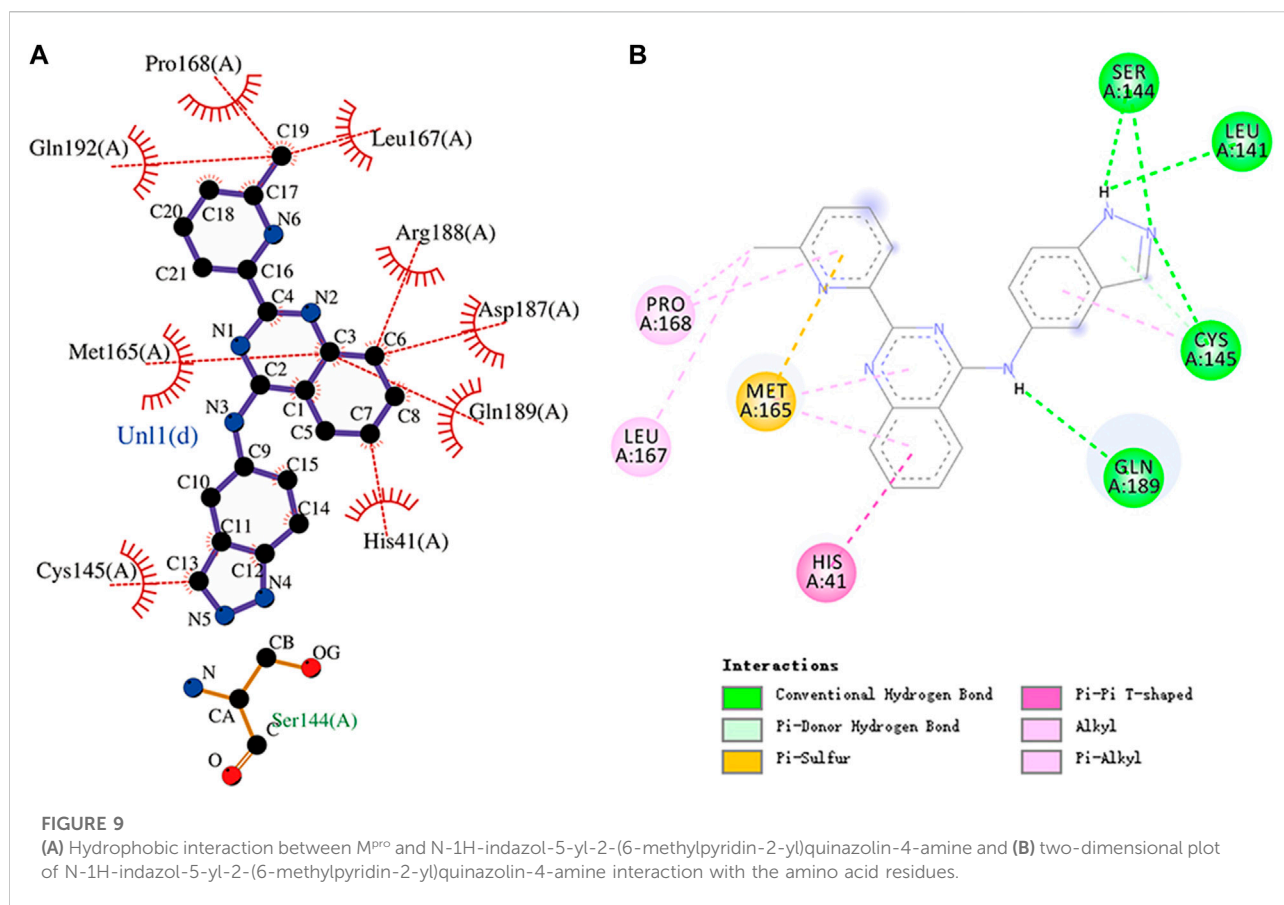 A
Pro168(A)
C19
Leu167(A)
Gln192(A)
C17
C18
C20
N6
Arg188(A)
C21
C16
C4
N2
Asp187(A)
N1
C3
C6
Met165(A)
C2
C1
C8
Gln189(A)
N3
C7
C5
Unl1(d)
C9
C15
C10
C14
C11
His41(A)
C13
C12
Cys145(A)
N4
N5
CB
OG
N
CA
Ser144(A)
C
O
B
SER
A:144
LEU
A:141
H
N
N
PRO
A:168
N
CYS
A:145
N
MET
A:165
N
N
H
LEU
A:167
GLN
A:189
HIS
A:41
Interactions
Conventional Hydrogen Bond
Pi-Donor Hydrogen Bond
Pi-Sulfur
Pi-Pi T-shaped
Alkyl
Pi-Alkyl
FIGURE 9
(A) Hydrophobic interaction between Mᵖʳᵒ and N-1H-indazol-5-yl-2-(6-methylpyridin-2-yl)quinazolin-4-amine and (B) two-dimensional plot
of N-1H-indazol-5-yl-2-(6-methylpyridin-2-yl)quinazolin-4-amine interaction with the amino acid residues.